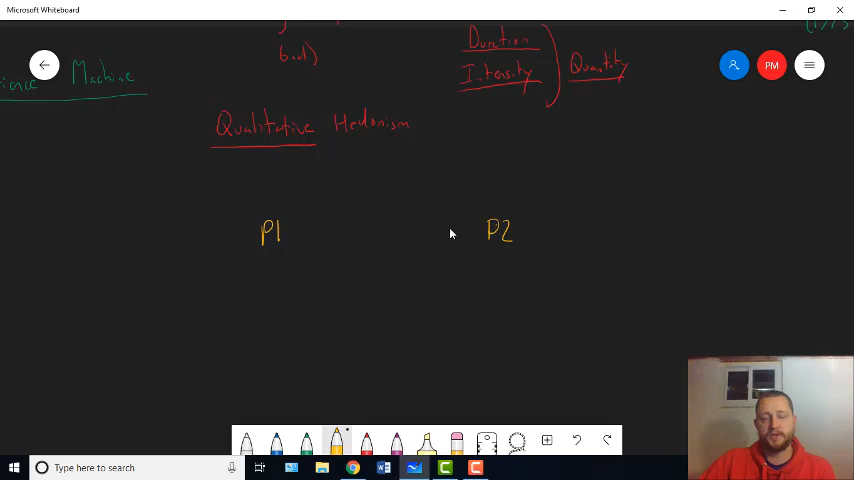 Microsoft Whiteboard
bad)
Duration
Intensity
Quantity
Machine
PM
Qualitative Hedonism
P1
P2
Type here to search